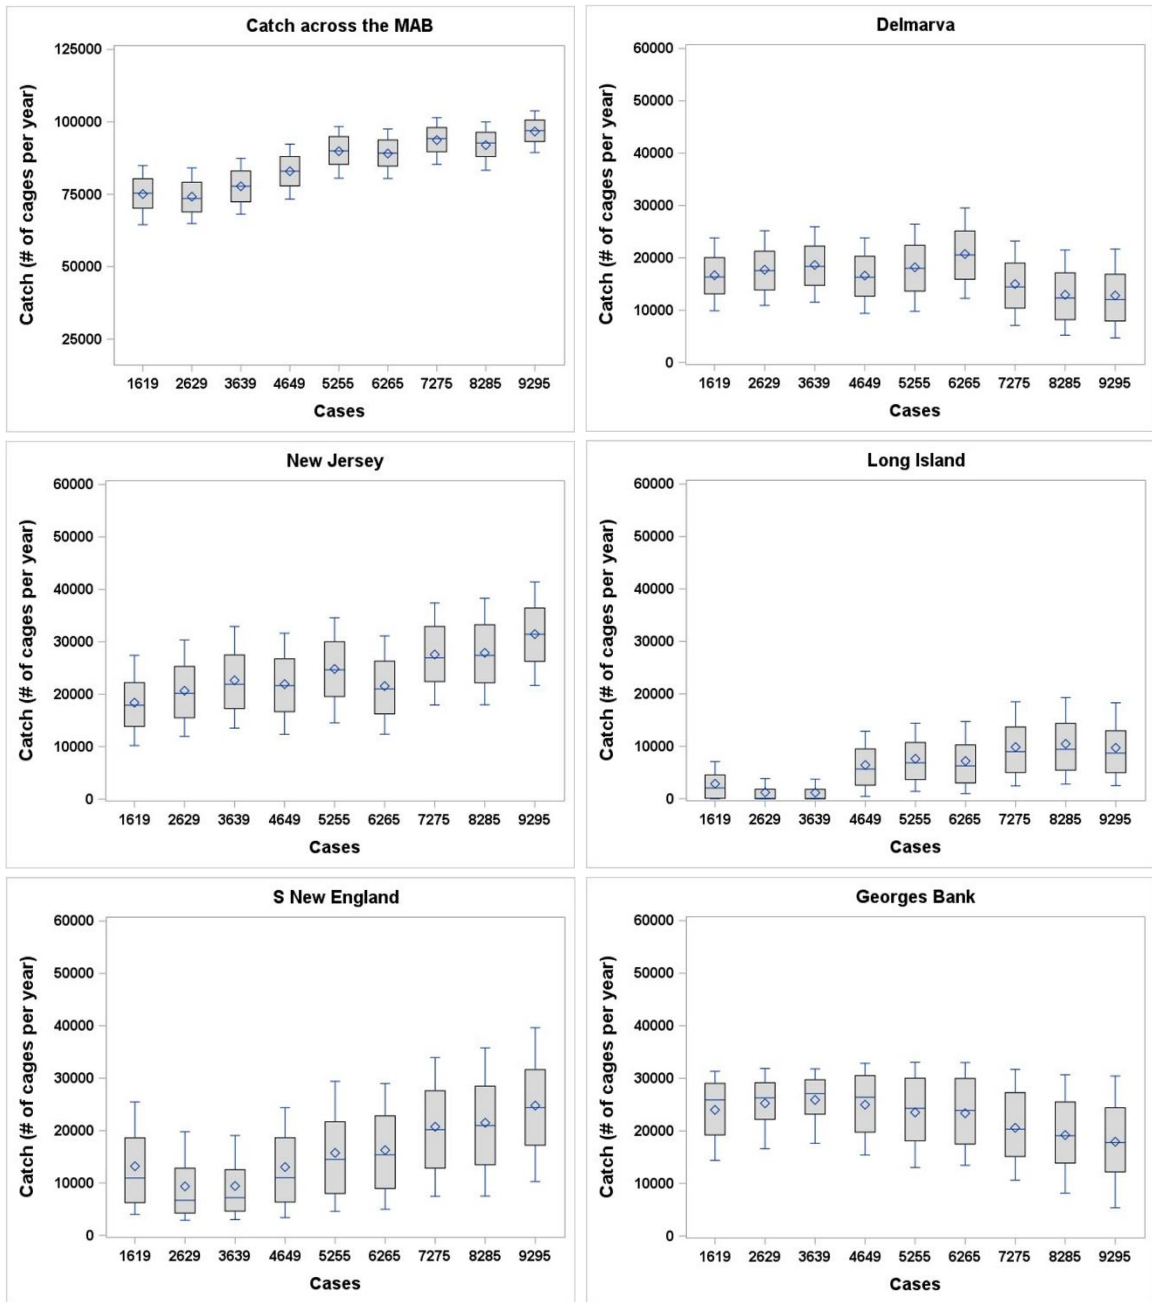 Catch across the MAB
Catch (# of cages per year)
125000
100000
75000
50000
25000
1619 2629 3639 4649 5255 6265 7275 8285 9295
Cases
Delmarva
Catch (# of cages per year)
60000
50000
40000
30000
20000
10000
0
1619 2629 3639 4649 5255 6265 7275 8285 9295
Cases
New Jersey
Catch (# of cages per year)
60000
50000
40000
30000
20000
10000
0
1619 2629 3639 4649 5255 6265 7275 8285 9295
Cases
Long Island
Catch (# of cages per year)
60000
50000
40000
30000
20000
10000
0
1619 2629 3639 4649 5255 6265 7275 8285 9295
Cases
S New England
Catch (# of cages per year)
60000
50000
40000
30000
20000
10000
0
1619 2629 3639 4649 5255 6265 7275 8285 9295
Cases
Georges Bank
Catch (# of cages per year)
60000
50000
40000
30000
20000
10000
0
1619 2629 3639 4649 5255 6265 7275 8285 9295
Cases